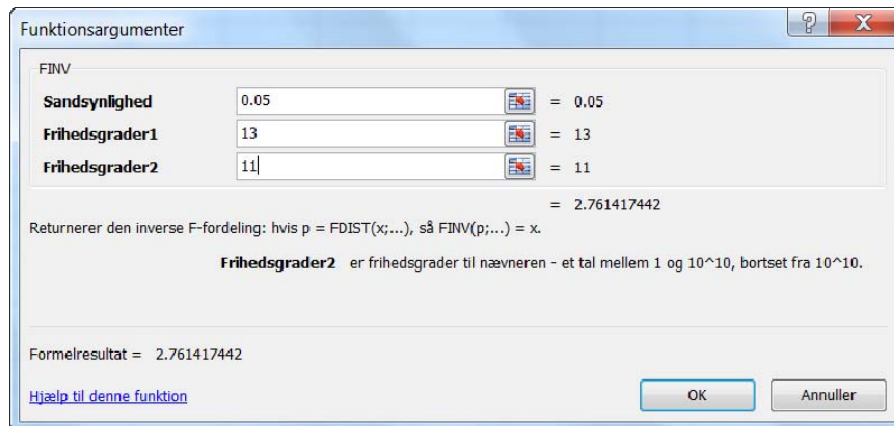 Funktionsargumenter
FINV
Sandsynlighed 0.05 = 0.05
Frihedsgrader1 13 = 13
Frihedsgrader2 11 = 11
= 2.761417442
Returnerer den inverse F-fordeling: hvis p = FDIST(x;...), så FINV(p;...) = x.
Frihedsgrader2 er frihedsgrader til nævneren - et tal mellem 1 og 10^10, bortset fra 10^10.
Formelresultat = 2.761417442
Hjælp til denne funktion OK Annuller